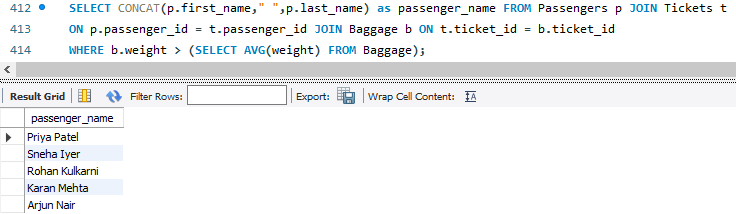 412 SELECT CONCAT(p.first_name," ",p.last_name) as passenger_name FROM Passengers p JOIN Tickets t
413 ON p.passenger_id = t.passenger_id JOIN Baggage b ON t.ticket_id = b.ticket_id
414 WHERE b.weight > (SELECT AVG(weight) FROM Baggage);
Result Grid Filter Rows: Export: Wrap Cell Content: IA
passenger_name
Priya Patel
Sneha Iyer
Rohan Kulkarni
Karan Mehta
Arjun Nair